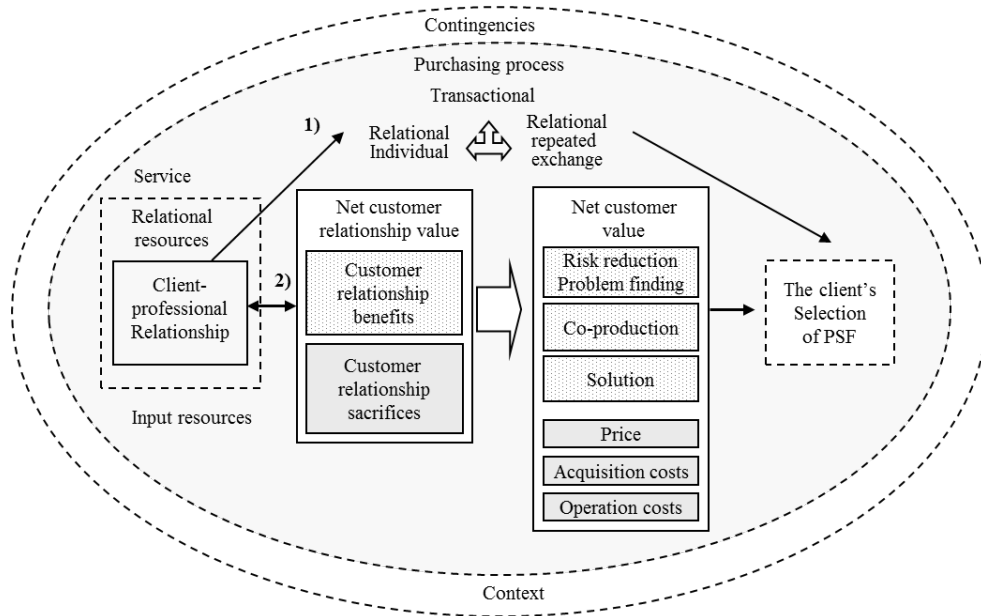 Contingencies
Purchasing process
Transactional
1)
Relational
Individual
Relational
repeated
exchange
Service
Relational
resources
Client-
professional
Relationship
Input resources
2)
Net customer
relationship value
Customer
relationship
benefits
Customer
relationship
sacrifices
Net customer
value
Risk reduction
Problem finding
Co-production
Solution
Price
Acquisition costs
Operation costs
The client’s
Selection
of PSF
Context